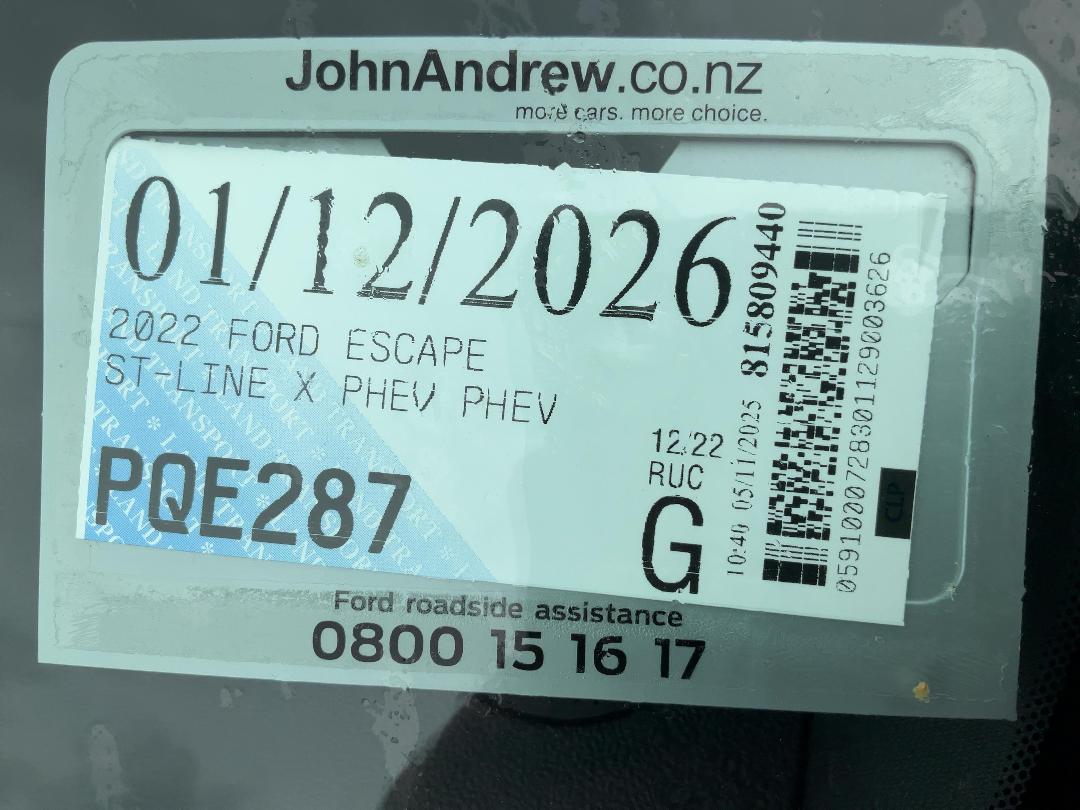 JohnAndrew.co.nz
more cars. more choice.
01/12/2026
2022 FORD ESCAPE
ST-LINE X PHEV PHEV
PQE287
12/22
RUC
G
10:40 05/11/2025 815809440
0591000728301129003626
CLP
Ford roadside assistance
0800 15 16 17